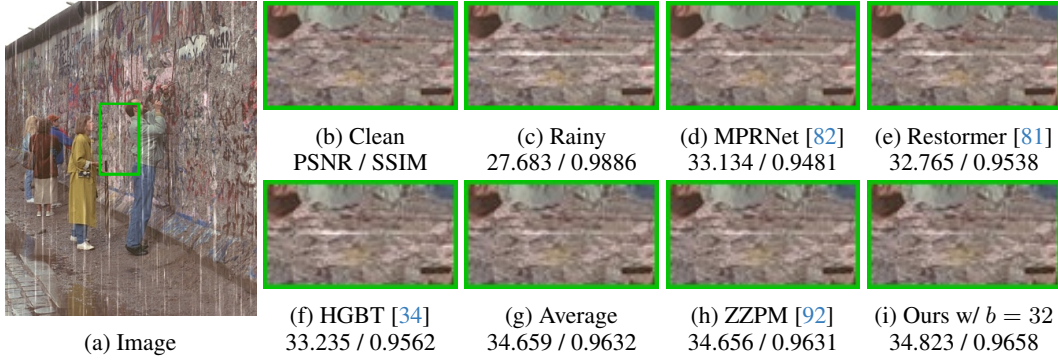 (b) Clean
PSNR / SSIM
(c) Rainy
27.683 / 0.9886
(d) MPRNet [82]
33.134 / 0.9481
(e) Restormer [81]
32.765 / 0.9538
(a) Image
(f) HGBT [34]
33.235 / 0.9562
(g) Average
34.659 / 0.9632
(h) ZZPM [92]
34.656 / 0.9631
(i) Ours w/ b = 32
34.823 / 0.9658